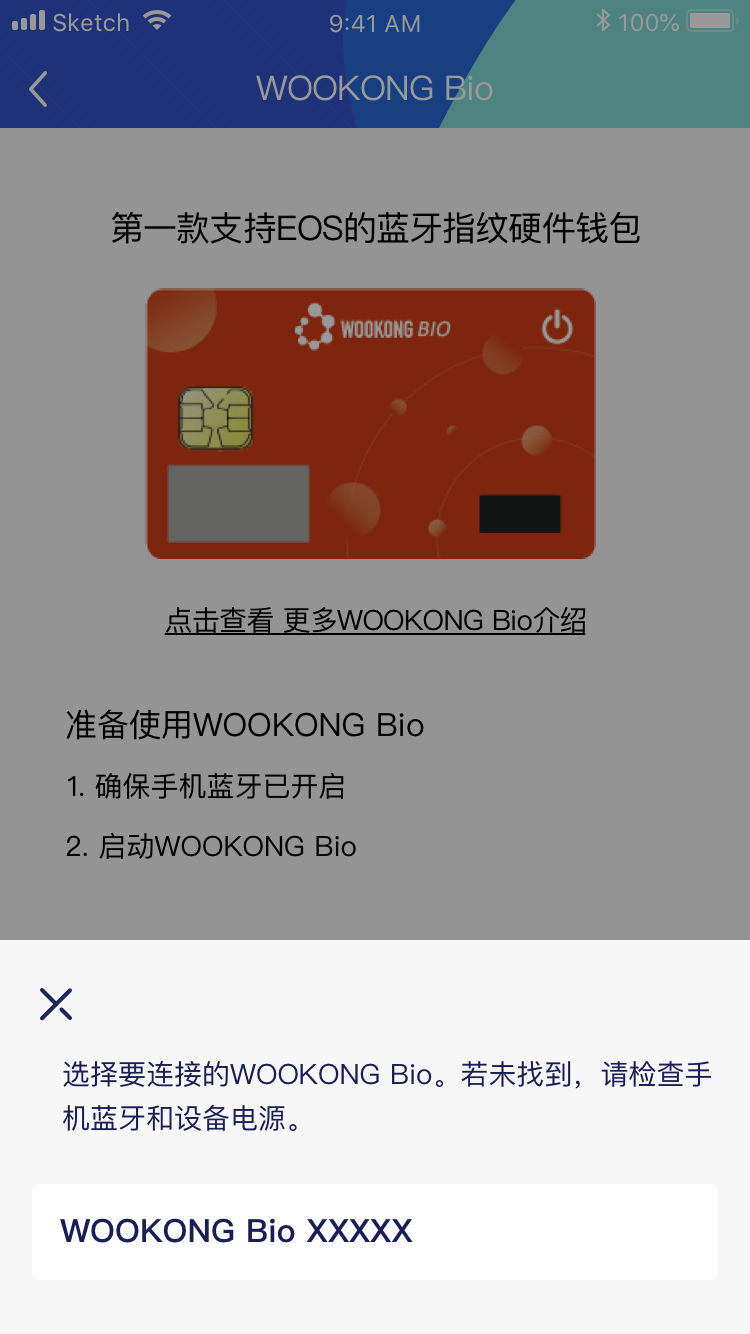 Sketch 9:41 AM 100%
WOOKONG Bio
第一款支持EOS的蓝牙指纹硬件钱包
WOOKONG BIO
点击查看 更多WOOKONG Bio介绍
准备使用WOOKONG Bio
1. 确保手机蓝牙已开启
2. 启动WOOKONG Bio
选择要连接的WOOKONG Bio。若未找到，请检查手
机蓝牙和设备电源。
WOOKONG Bio XXXXX